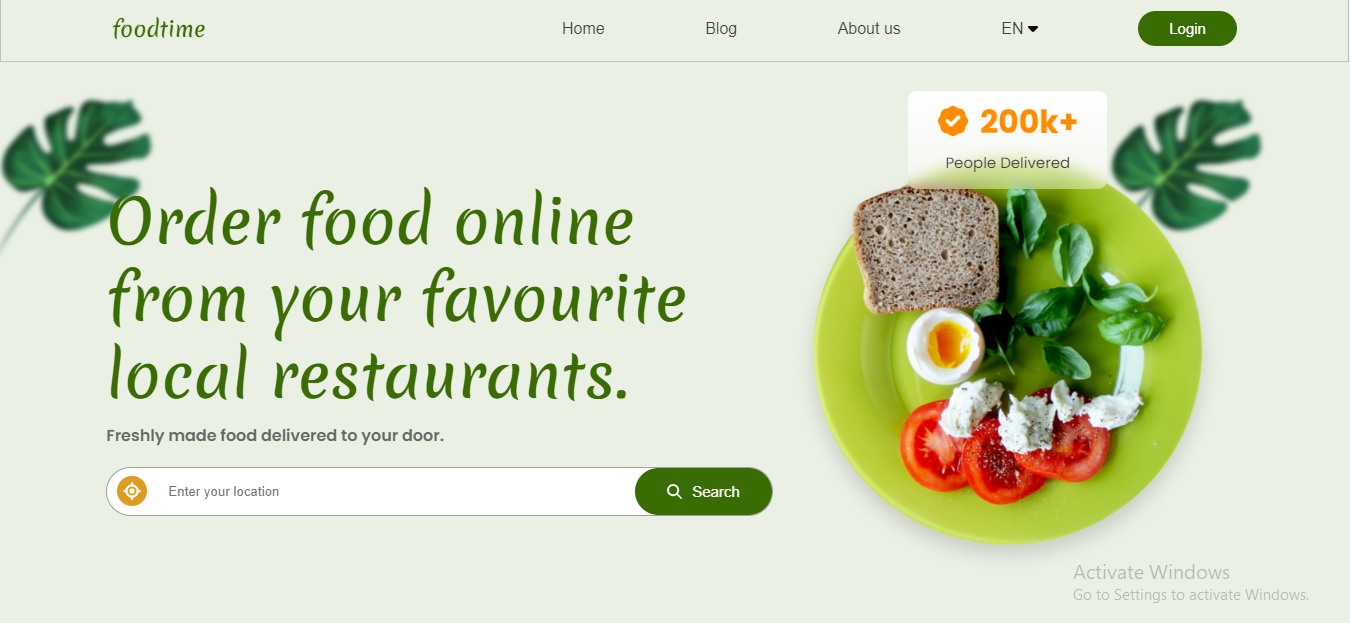 foodtime
Home
Blog
About us
EN
Login
200k+
People Delivered
Order food online
from your favourite
local restaurants.
Freshly made food delivered to your door.
Enter your location
Search
Activate Windows
Go to Settings to activate Windows.